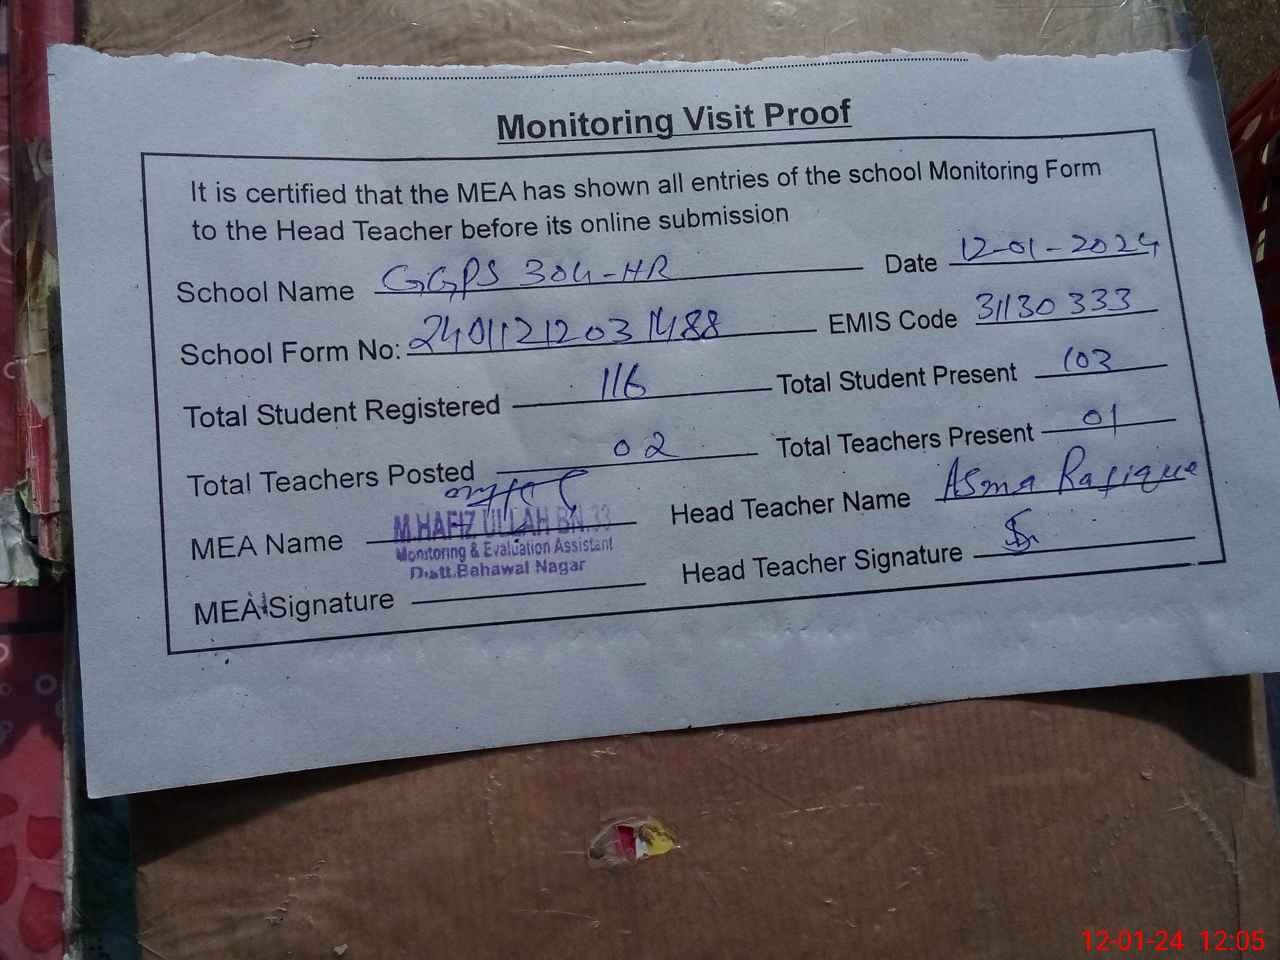 Monitoring Visit Proof
It is certified that the MEA has shown all entries of the school Monitoring Form
to the Head Teacher before its online submission
School Name GGPS 304-HR Date 12-01-2024
School Form No: 24011212031488 EMIS Code 31130333
Total Student Registered 116 Total Student Present 103
Total Teachers Posted 02 Total Teachers Present 01
MEA Name M.HAFIZ ULLAH BN.33 Head Teacher Name Asma Rafique
Monitoring & Evaluation Assistant
Distt.Bahawal Nagar
MEA Signature Head Teacher Signature
12-01-24 12:05